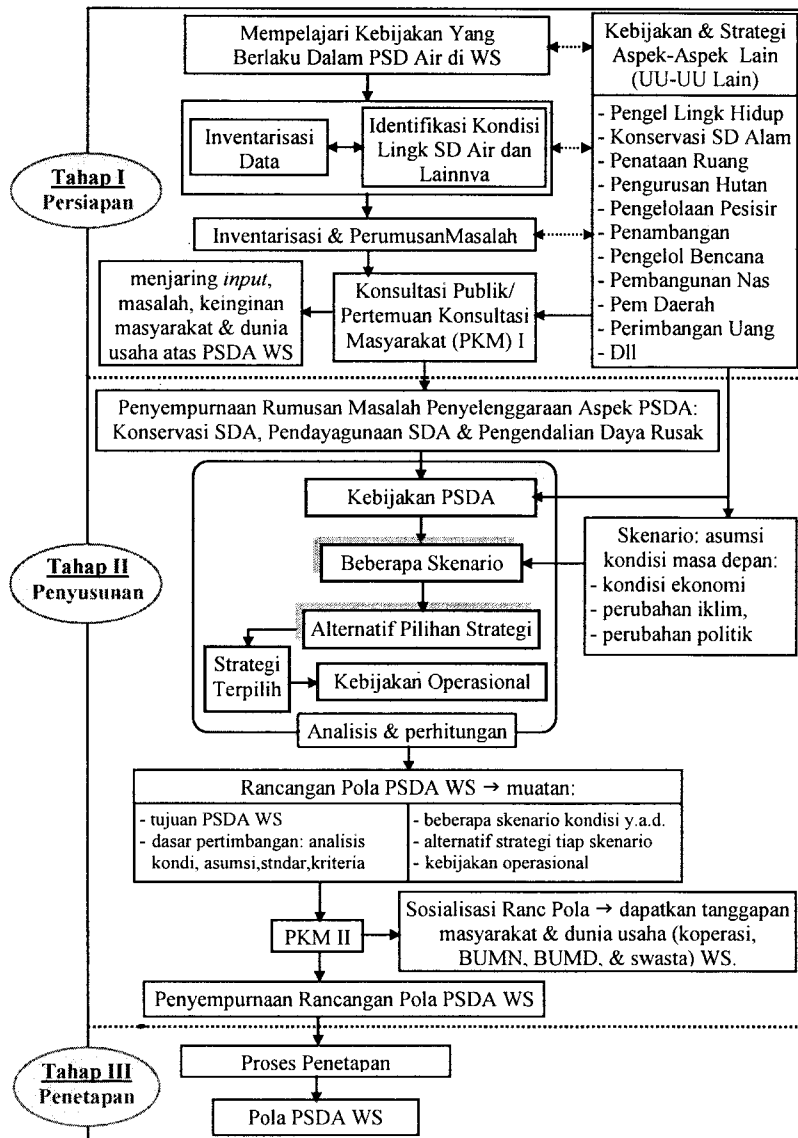 Mempelajari Kebijakan Yang
Berlaku Dalam PSD Air di WS
Kebijakan & Strategi
Aspek-Aspek Lain
(UU-UU Lain)
- Pengel Lingk Hidup
- Konservasi SD Alam
- Penataan Ruang
- Pengurusan Hutan
- Pengelolaan Pesisir
- Penambangan
- Pengelol Bencana
- Pembangunan Nas
- Pem Daerah
- Perimbangan Uang
- Dll
Inventarisasi
Data
Identifikasi Kondisi
Lingk SD Air dan
Lainnva
Tahap I
Persiapan
Inventarisasi & PerumusanMasalah
menjaring input,
masalah, keinginan
masyarakat & dunia
usaha atas PSDA WS
Konsultasi Publik/
Pertemuan Konsultasi
Masyarakat (PKM) I
Penyempurnaan Rumusan Masalah Penyelenggaraan Aspek PSDA:
Konservasi SDA, Pendayagunaan SDA & Pengendalian Daya Rusak
Tahap II
Penyusunan
Kebijakan PSDA
Beberapa Skenario
Alternatif Pilihan Strategi
Strategi
Terpilih
Kebijakan Operasional
Analisis & perhitungan
Skenario: asumsi
kondisi masa depan:
- kondisi ekonomi
- perubahan iklim,
- perubahan politik
Rancangan Pola PSDA WS → muatan:
- tujuan PSDA WS
- dasar pertimbangan: analisis
kondi, asumsi,stndar,kriteria
- beberapa skenario kondisi y.a.d.
- alternatif strategi tiap skenario
- kebijakan operasional
PKM II
Sosialisasi Ranc Pola → dapatkan tanggapan
masyarakat & dunia usaha (koperasi,
BUMN, BUMD, & swasta) WS.
Penyempurnaan Rancangan Pola PSDA WS
Tahap III
Penetapan
Proses Penetapan
Pola PSDA WS